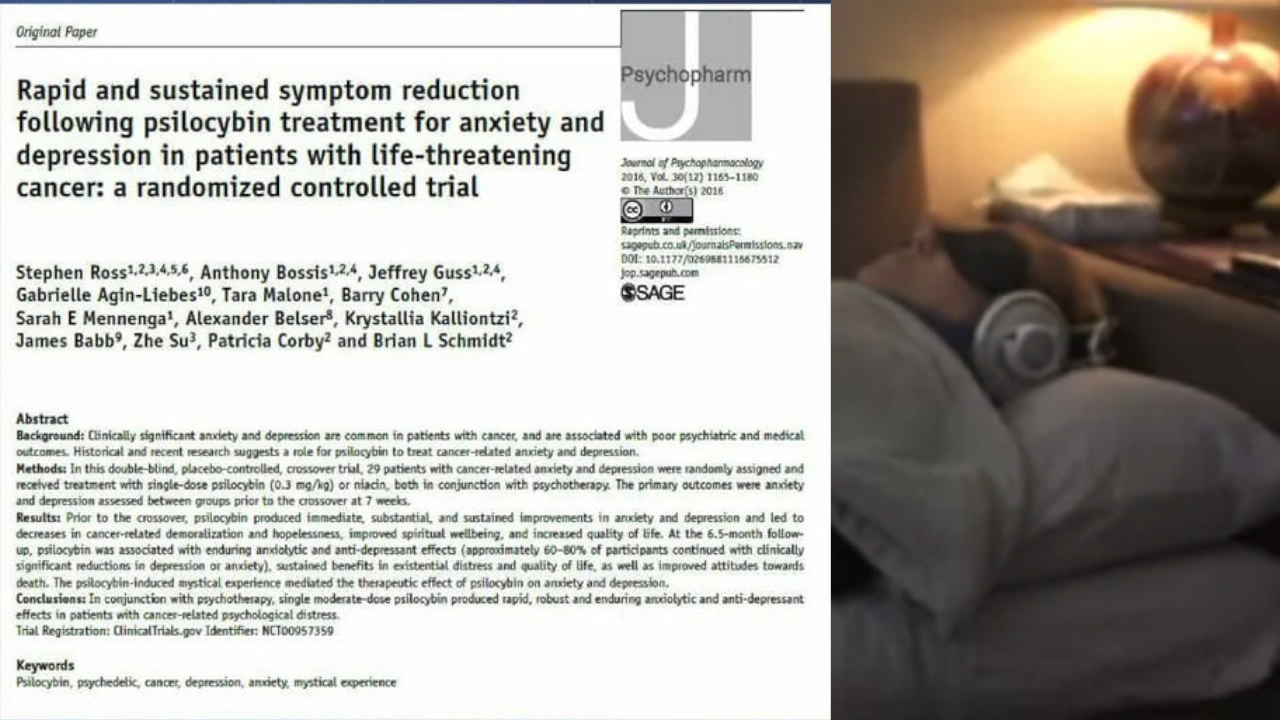 Original Paper
Rapid and sustained symptom reduction
following psilocybin treatment for anxiety and
depression in patients with life-threatening
cancer: a randomized controlled trial
J
Psychopharm
Journal of Psychopharmacology
2016, Vol. 30(12) 1165–1180
© The Author(s) 2016
cc
BY
Reprints and permissions:
sagepub.co.uk/journalsPermissions.nav
DOI: 10.1177/0269881116675512
jop.sagepub.com
SAGE
Stephen Ross1,2,3,4,5,6, Anthony Bossis1,2,4, Jeffrey Guss1,2,4,
Gabrielle Agin-Liebes10, Tara Malone1, Barry Cohen7,
Sarah E Mennenga1, Alexander Belser8, Krystallia Kalliontzi2,
James Babb9, Zhe Su3, Patricia Corby2 and Brian L Schmidt2
Abstract
Background: Clinically significant anxiety and depression are common in patients with cancer, and are associated with poor psychiatric and medical
outcomes. Historical and recent research suggests a role for psilocybin to treat cancer-related anxiety and depression.
Methods: In this double-blind, placebo-controlled, crossover trial, 29 patients with cancer-related anxiety and depression were randomly assigned and
received treatment with single-dose psilocybin (0.3 mg/kg) or niacin, both in conjunction with psychotherapy. The primary outcomes were anxiety
and depression assessed between groups prior to the crossover at 7 weeks.
Results: Prior to the crossover, psilocybin produced immediate, substantial, and sustained improvements in anxiety and depression and led to
decreases in cancer-related demoralization and hopelessness, improved spiritual wellbeing, and increased quality of life. At the 6.5-month follow-
up, psilocybin was associated with enduring anxiolytic and anti-depressant effects (approximately 60–80% of participants continued with clinically
significant reductions in depression or anxiety), sustained benefits in existential distress and quality of life, as well as improved attitudes towards
death. The psilocybin-induced mystical experience mediated the therapeutic effect of psilocybin on anxiety and depression.
Conclusions: In conjunction with psychotherapy, single moderate-dose psilocybin produced rapid, robust and enduring anxiolytic and anti-depressant
effects in patients with cancer-related psychological distress.
Trial Registration: ClinicalTrials.gov Identifier: NCT00957359
Keywords
Psilocybin, psychedelic, cancer, depression, anxiety, mystical experience